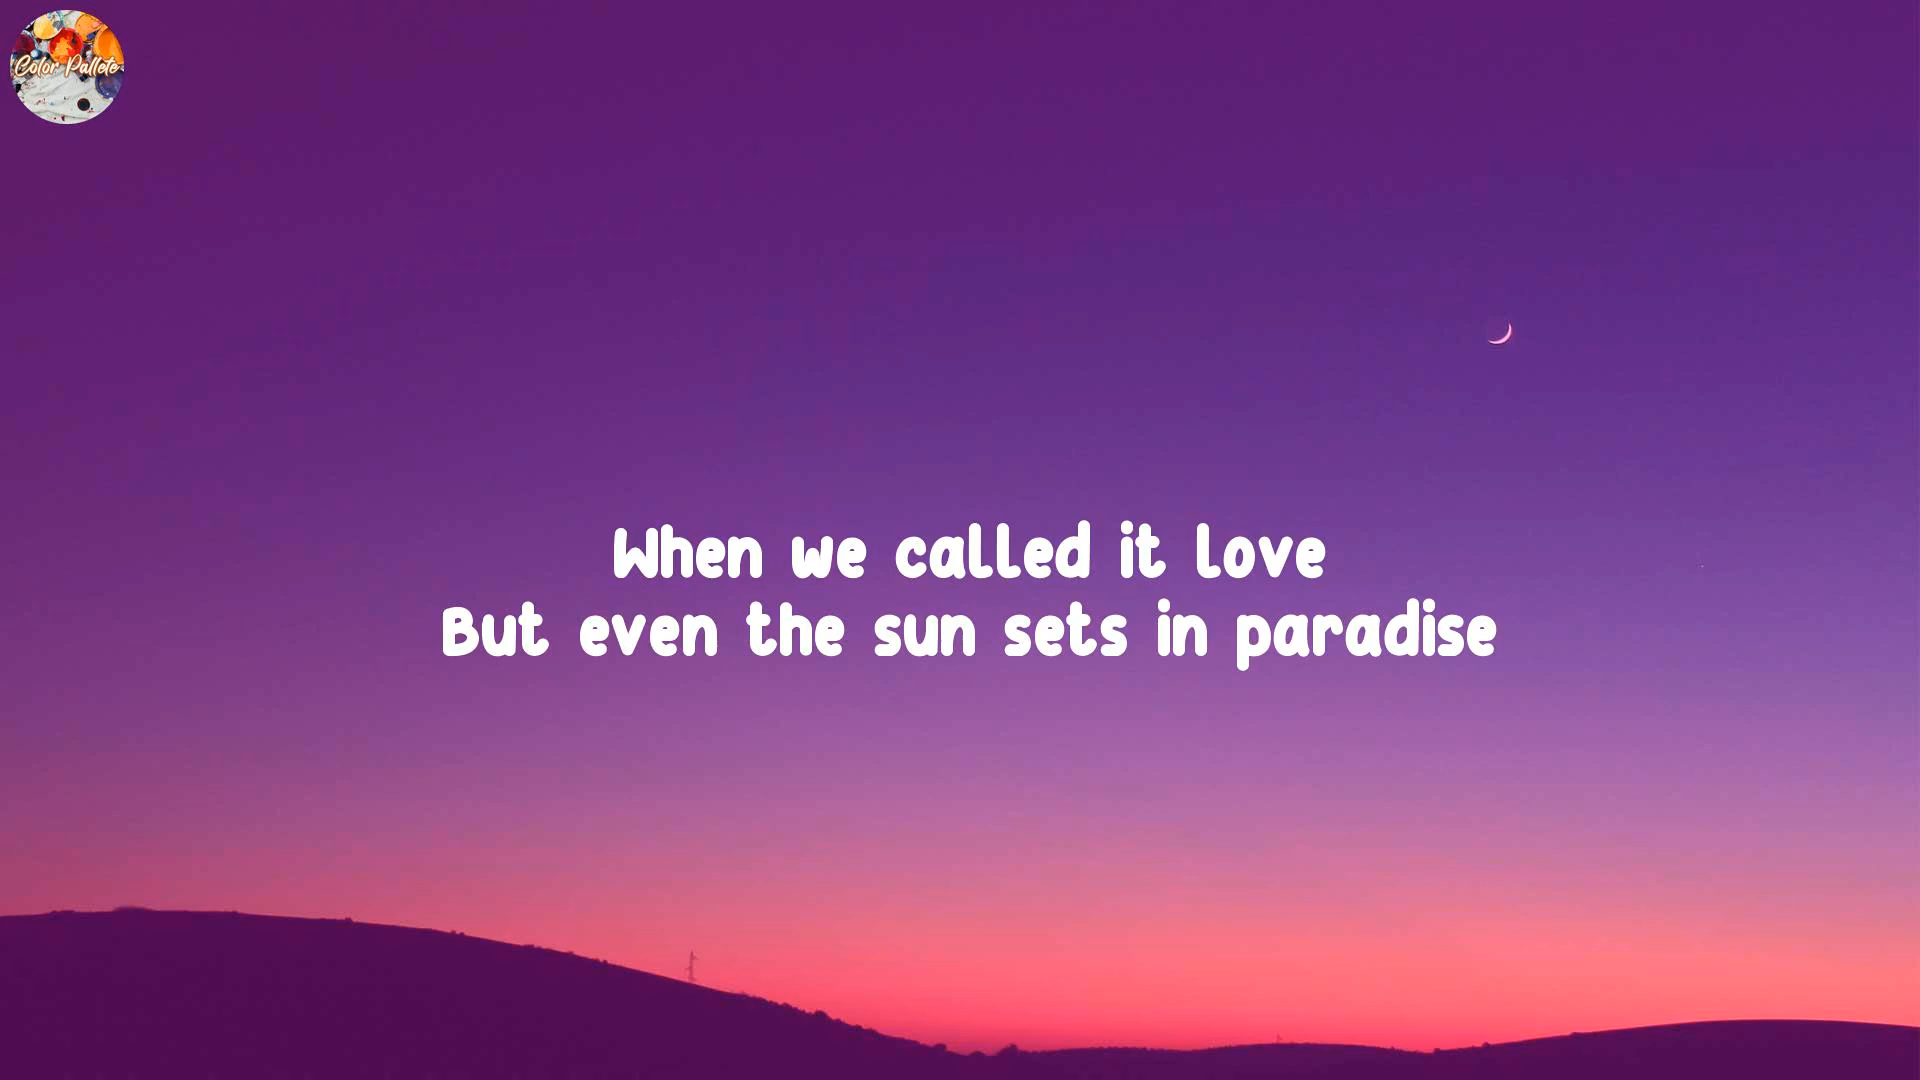 Color Pallete
When we called it love
But even the sun sets in paradise